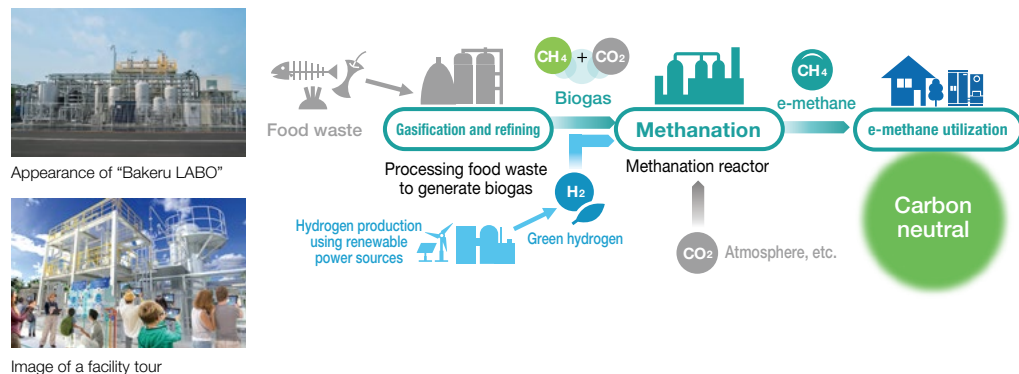 Appearance of “Bakeru LABO”
Image of a facility tour
Food waste
Gasification and refining
Processing food waste
to generate biogas
CH4 + CO2
Biogas
Hydrogen production
using renewable
power sources
H2
Green hydrogen
Methanation
Methanation reactor
CO2
Atmosphere, etc.
CH4
e-methane
e-methane utilization
Carbon
neutral